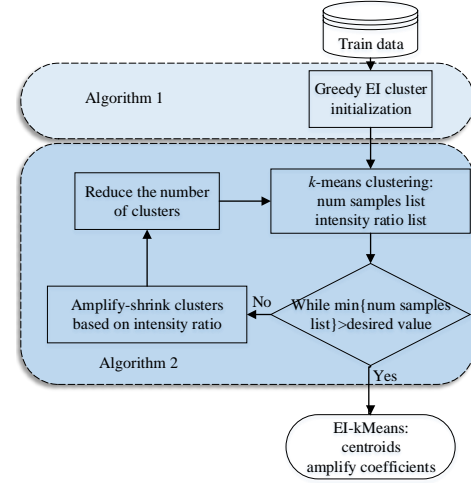 Train data
Algorithm 1
Greedy EI cluster
initialization
Reduce the number
of clusters
k-means clustering:
num samples list
intensity ratio list
Amplify-shrink clusters
based on intensity ratio
No
While min{num samples
list}>desired value
Algorithm 2
Yes
EI-kMeans:
centroids
amplify coefficients